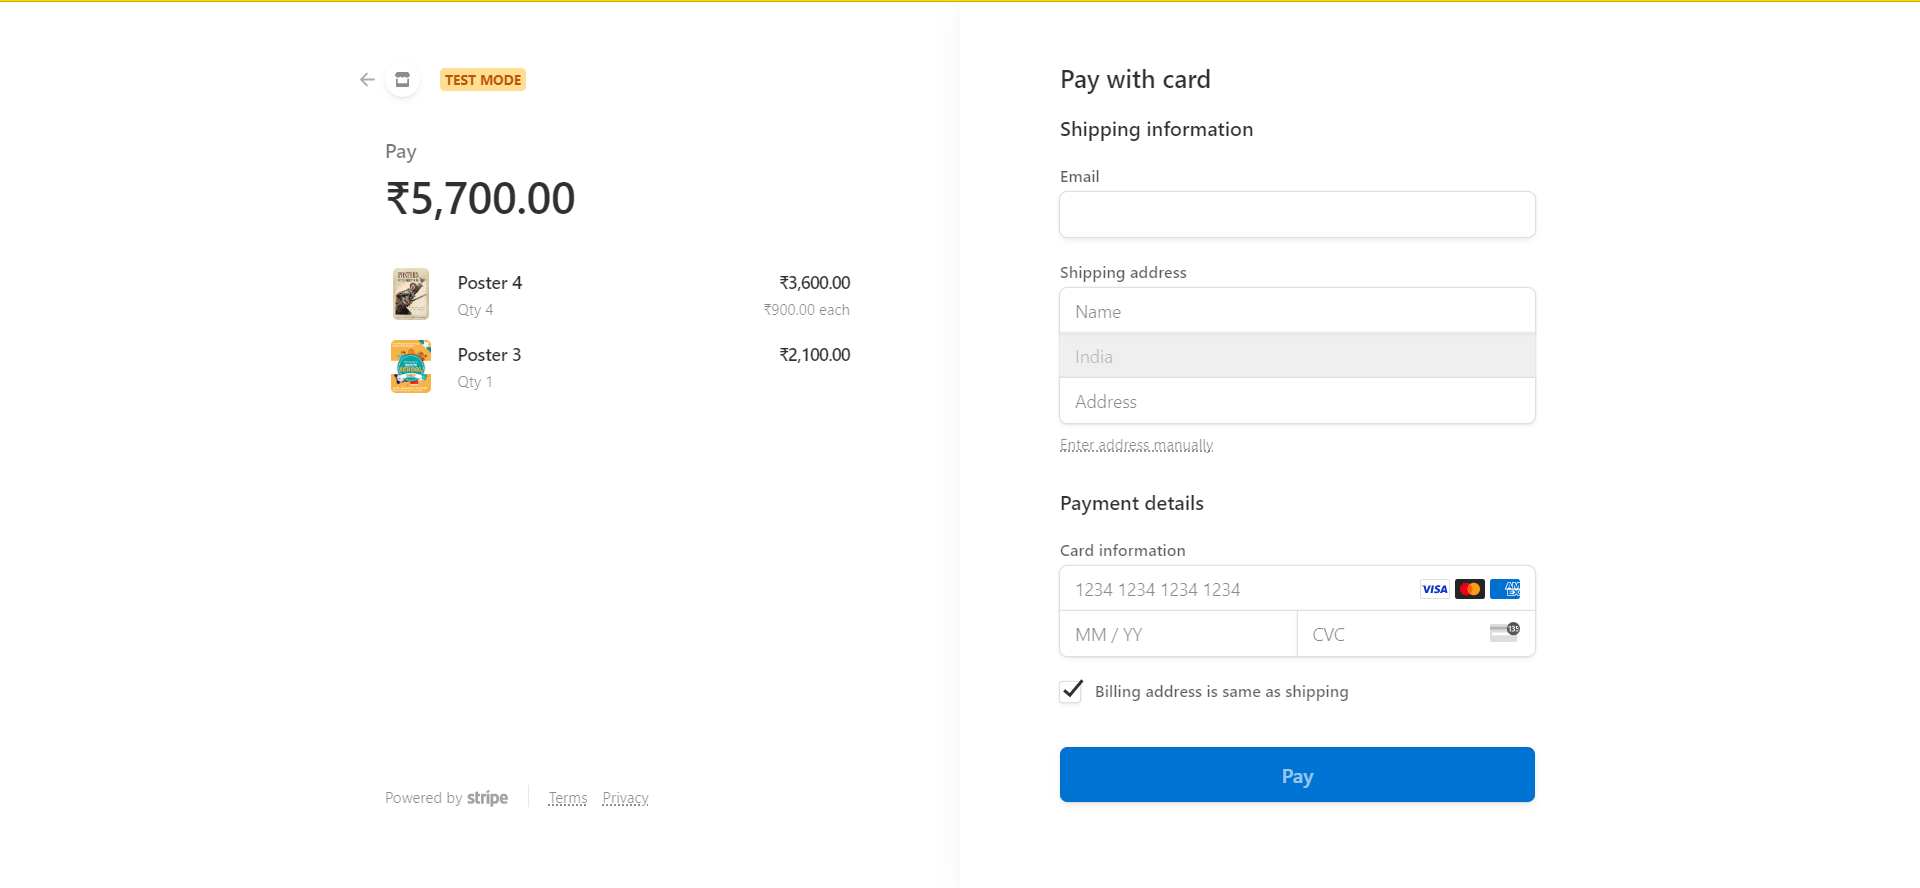 TEST MODE
Pay
₹5,700.00
Poster 4
₹3,600.00
Qty 4
₹900.00 each
Poster 3
₹2,100.00
Qty 1
Powered by stripe
Terms
Privacy
Pay with card
Shipping information
Email
Shipping address
Name
India
Address
Enter address manually
Payment details
Card information
1234 1234 1234 1234
VISA
AMEX
MM / YY
CVC
135
Billing address is same as shipping
Pay